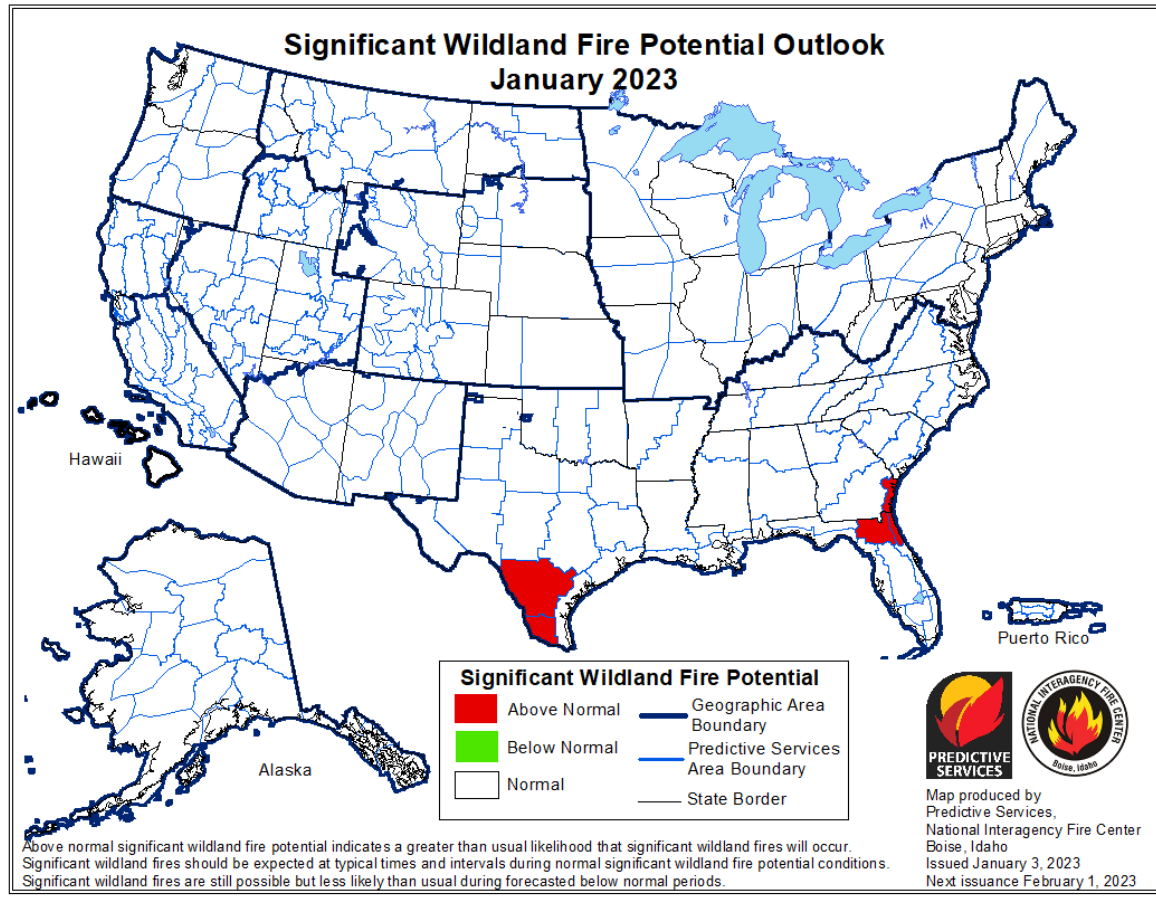 Significant Wildland Fire Potential Outlook
January 2023
Hawaii
Puerto Rico
Alaska
Significant Wildland Fire Potential
Above Normal
Below Normal
Normal
Geographic Area
Boundary
Predictive Services
Area Boundary
State Border
PREDICTIVE
SERVICES
NATIONAL INTERAGENCY FIRE CENTER
Boise, Idaho
Map produced by
Predictive Services,
National Interagency Fire Center
Boise, Idaho
Issued January 3, 2023
Next issuance February 1, 2023
Above normal significant wildland fire potential indicates a greater than usual likelihood that significant wildland fires will occur.
Significant wildland fires should be expected at typical times and intervals during normal significant wildland fire potential conditions.
Significant wildland fires are still possible but less likely than usual during forecasted below normal periods.